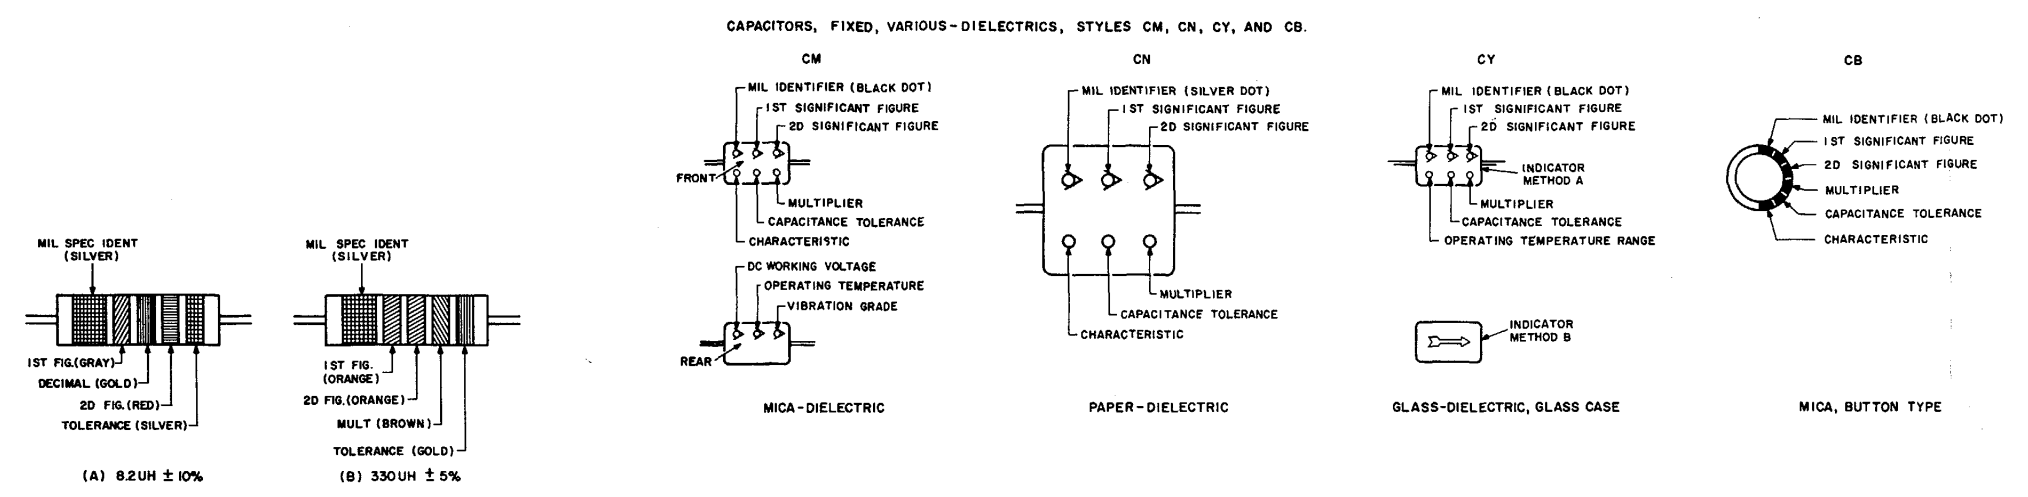 CAPACITORS, FIXED, VARIOUS-DIELECTRICS, STYLES CM, CN, CY, AND CB.
MIL SPEC IDENT
(SILVER)
1ST FIG.(GRAY)
DECIMAL (GOLD)
2D FIG.(RED)
TOLERANCE (SILVER)
(A) 8.2UH ± 10%
MIL SPEC IDENT
(SILVER)
1ST FIG.
(ORANGE)
2D FIG.(ORANGE)
MULT (BROWN)
TOLERANCE (GOLD)
(B) 330UH ± 5%
CM
MIL IDENTIFIER (BLACK DOT)
1ST SIGNIFICANT FIGURE
2D SIGNIFICANT FIGURE
FRONT
MULTIPLIER
CAPACITANCE TOLERANCE
CHARACTERISTIC
DC WORKING VOLTAGE
OPERATING TEMPERATURE
VIBRATION GRADE
REAR
MICA-DIELECTRIC
CN
MIL IDENTIFIER (SILVER DOT)
1ST SIGNIFICANT FIGURE
2D SIGNIFICANT FIGURE
MULTIPLIER
CAPACITANCE TOLERANCE
CHARACTERISTIC
PAPER-DIELECTRIC
CY
MIL IDENTIFIER (BLACK DOT)
1ST SIGNIFICANT FIGURE
2D SIGNIFICANT FIGURE
INDICATOR
METHOD A
MULTIPLIER
CAPACITANCE TOLERANCE
OPERATING TEMPERATURE RANGE
INDICATOR
METHOD B
GLASS-DIELECTRIC, GLASS CASE
CB
MIL IDENTIFIER (BLACK DOT)
1ST SIGNIFICANT FIGURE
2D SIGNIFICANT FIGURE
MULTIPLIER
CAPACITANCE TOLERANCE
CHARACTERISTIC
MICA, BUTTON TYPE